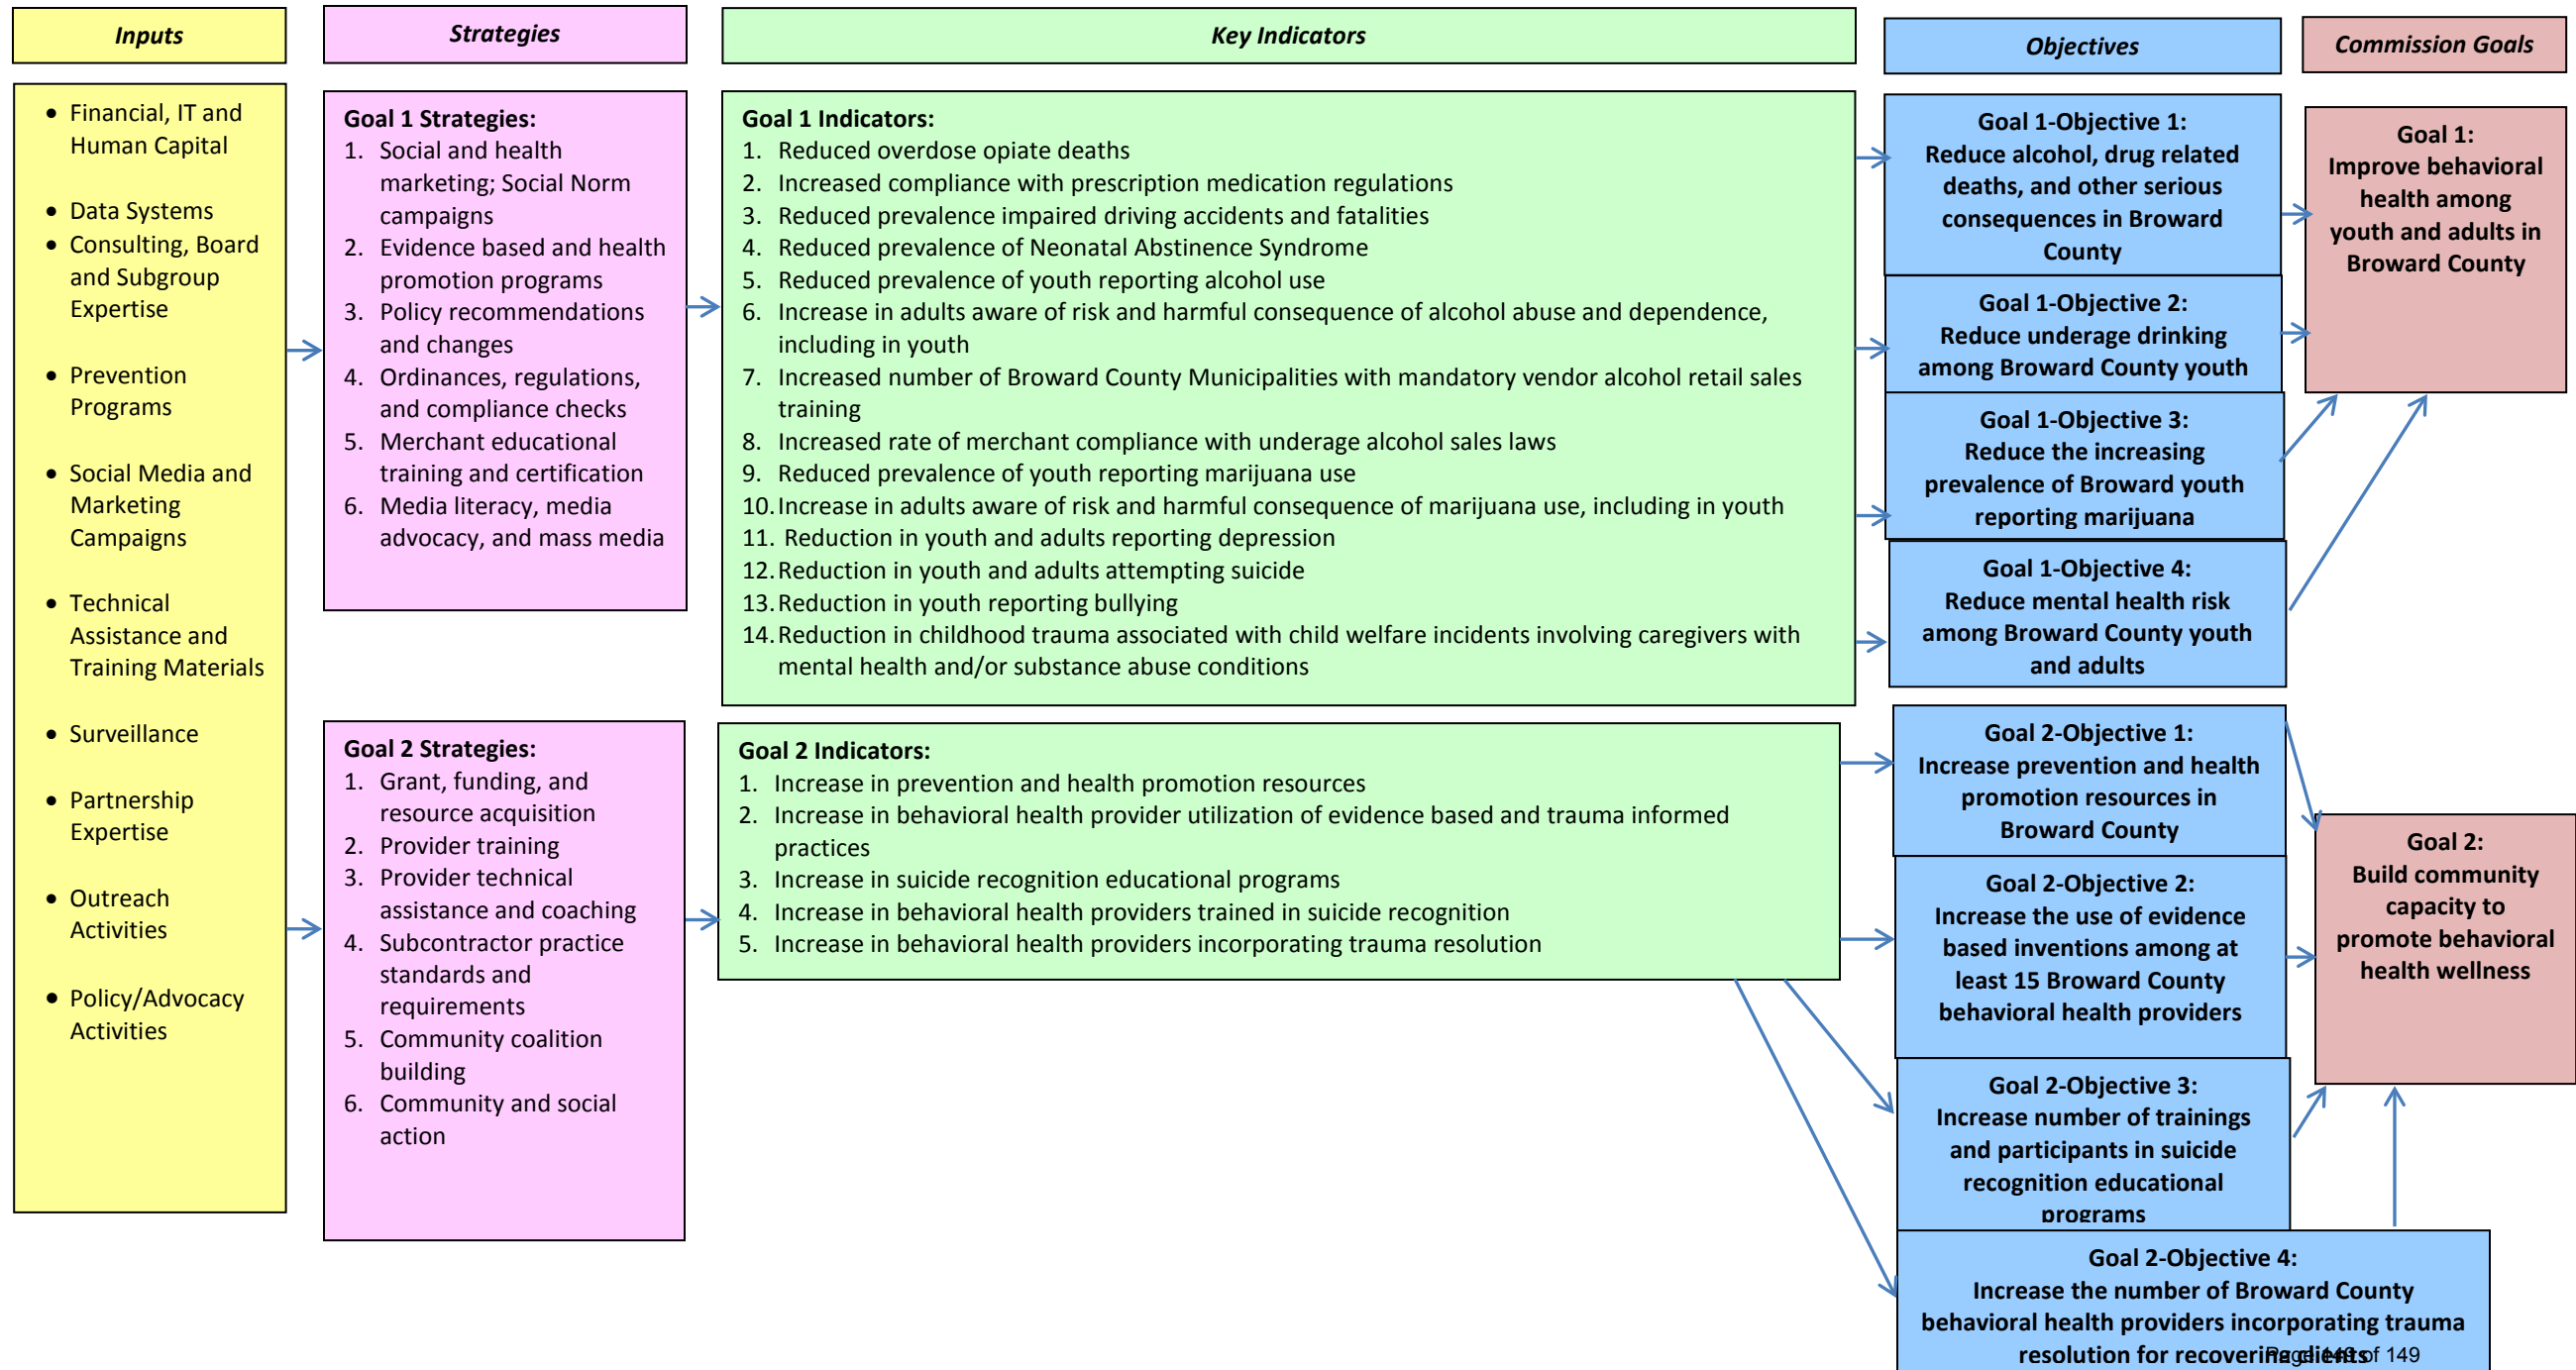 Inputs
Strategies
Key Indicators
Objectives
Commission Goals
• Financial, IT and
Human Capital
• Data Systems
• Consulting, Board
and Subgroup
Expertise
• Prevention
Programs
• Social Media and
Marketing
Campaigns
• Technical
Assistance and
Training Materials
• Surveillance
• Partnership
Expertise
• Outreach
Activities
• Policy/Advocacy
Activities
Goal 1 Strategies:
1. Social and health
marketing; Social Norm
campaigns
2. Evidence based and health
promotion programs
3. Policy recommendations
and changes
4. Ordinances, regulations,
and compliance checks
5. Merchant educational
training and certification
6. Media literacy, media
advocacy, and mass media
Goal 2 Strategies:
1. Grant, funding, and
resource acquisition
2. Provider training
3. Provider technical
assistance and coaching
4. Subcontractor practice
standards and
requirements
5. Community coalition
building
6. Community and social
action
Goal 1 Indicators:
1. Reduced overdose opiate deaths
2. Increased compliance with prescription medication regulations
3. Reduced prevalence impaired driving accidents and fatalities
4. Reduced prevalence of Neonatal Abstinence Syndrome
5. Reduced prevalence of youth reporting alcohol use
6. Increase in adults aware of risk and harmful consequence of alcohol abuse and dependence,
including in youth
7. Increased number of Broward County Municipalities with mandatory vendor alcohol retail sales
training
8. Increased rate of merchant compliance with underage alcohol sales laws
9. Reduced prevalence of youth reporting marijuana use
10. Increase in adults aware of risk and harmful consequence of marijuana use, including in youth
11. Reduction in youth and adults reporting depression
12. Reduction in youth and adults attempting suicide
13. Reduction in youth reporting bullying
14. Reduction in childhood trauma associated with child welfare incidents involving caregivers with
mental health and/or substance abuse conditions
Goal 2 Indicators:
1. Increase in prevention and health promotion resources
2. Increase in behavioral health provider utilization of evidence based and trauma informed
practices
3. Increase in suicide recognition educational programs
4. Increase in behavioral health providers trained in suicide recognition
5. Increase in behavioral health providers incorporating trauma resolution
Goal 1-Objective 1:
Reduce alcohol, drug related
deaths, and other serious
consequences in Broward
County
Goal 1-Objective 2:
Reduce underage drinking
among Broward County youth
Goal 1-Objective 3:
Reduce the increasing
prevalence of Broward youth
reporting marijuana
Goal 1-Objective 4:
Reduce mental health risk
among Broward County youth
and adults
Goal 2-Objective 1:
Increase prevention and health
promotion resources in
Broward County
Goal 2-Objective 2:
Increase the use of evidence
based inventions among at
least 15 Broward County
behavioral health providers
Goal 2-Objective 3:
Increase number of trainings
and participants in suicide
recognition educational
programs
Goal 2-Objective 4:
Increase the number of Broward County
behavioral health providers incorporating trauma
resolution for recovering clients
Goal 1:
Improve behavioral
health among
youth and adults in
Broward County
Goal 2:
Build community
capacity to
promote behavioral
health wellness
Page 149 of 149